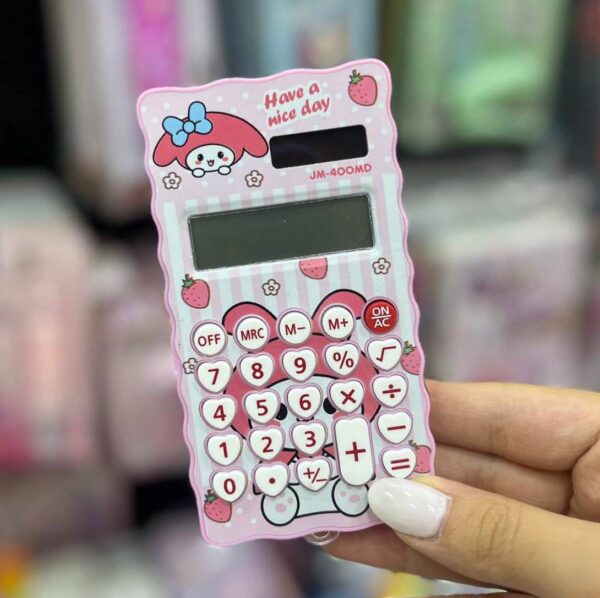 Have a
nice day
JM-400MD
OFF MRC M− M+ ON/AC
7 8 9 % √
4 5 6 × ÷
1 2 3 + −
0 • +/− =